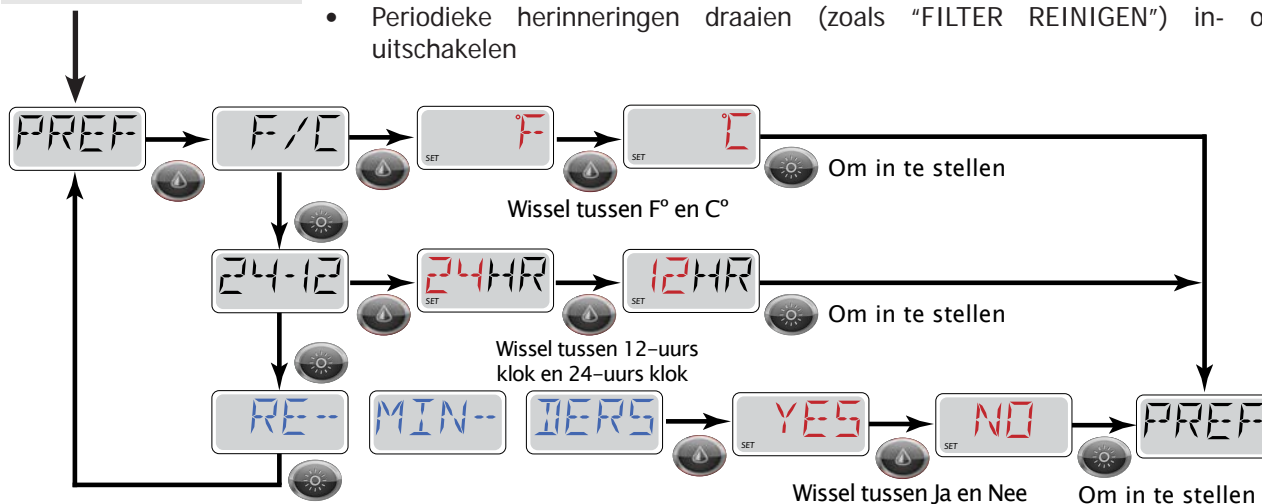 • Periodieke herinneringen draaien (zoals “FILTER REINIGEN”) in-
uitschakelen
PREF F/C SET °F SET °C Om in te stellen
Wissel tussen Fº en Cº
24-12 SET 24HR SET 12HR Om in te stellen
Wissel tussen 12-uurs
klok en 24-uurs klok
RE-- MIN-- DERS SET YES SET NO PREF
Wissel tussen Ja en Nee Om in te stellen